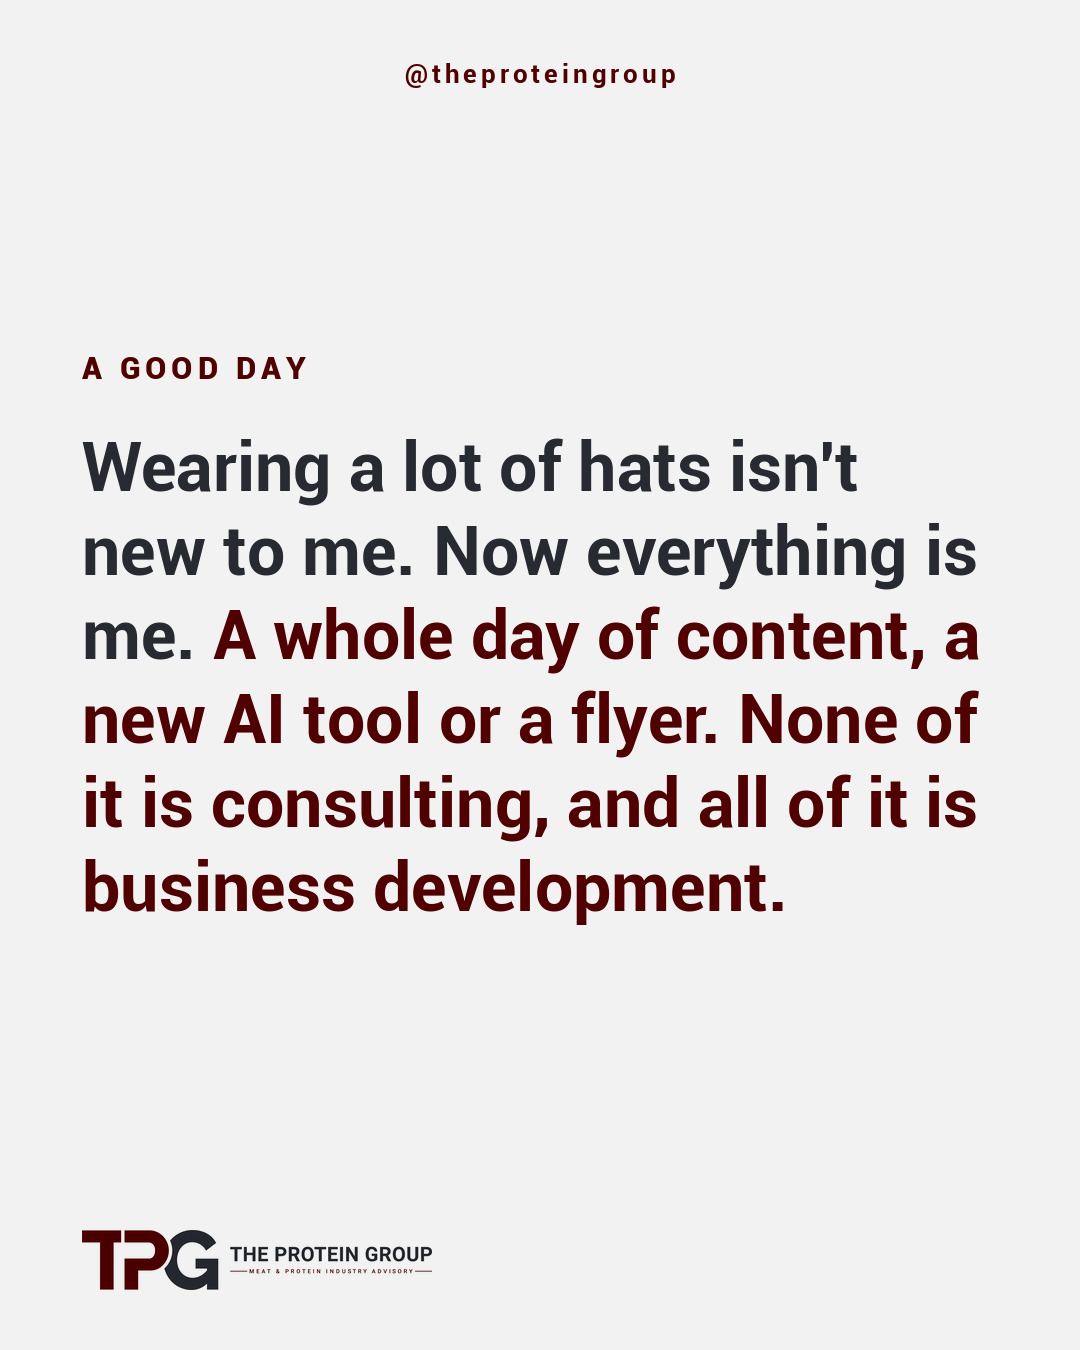 @theproteingroup
A GOOD DAY
Wearing a lot of hats isn't
new to me. Now everything is
me. A whole day of content, a
new AI tool or a flyer. None of
it is consulting, and all of it is
business development.
TPG THE PROTEIN GROUP
MEAT & PROTEIN INDUSTRY ADVISORY